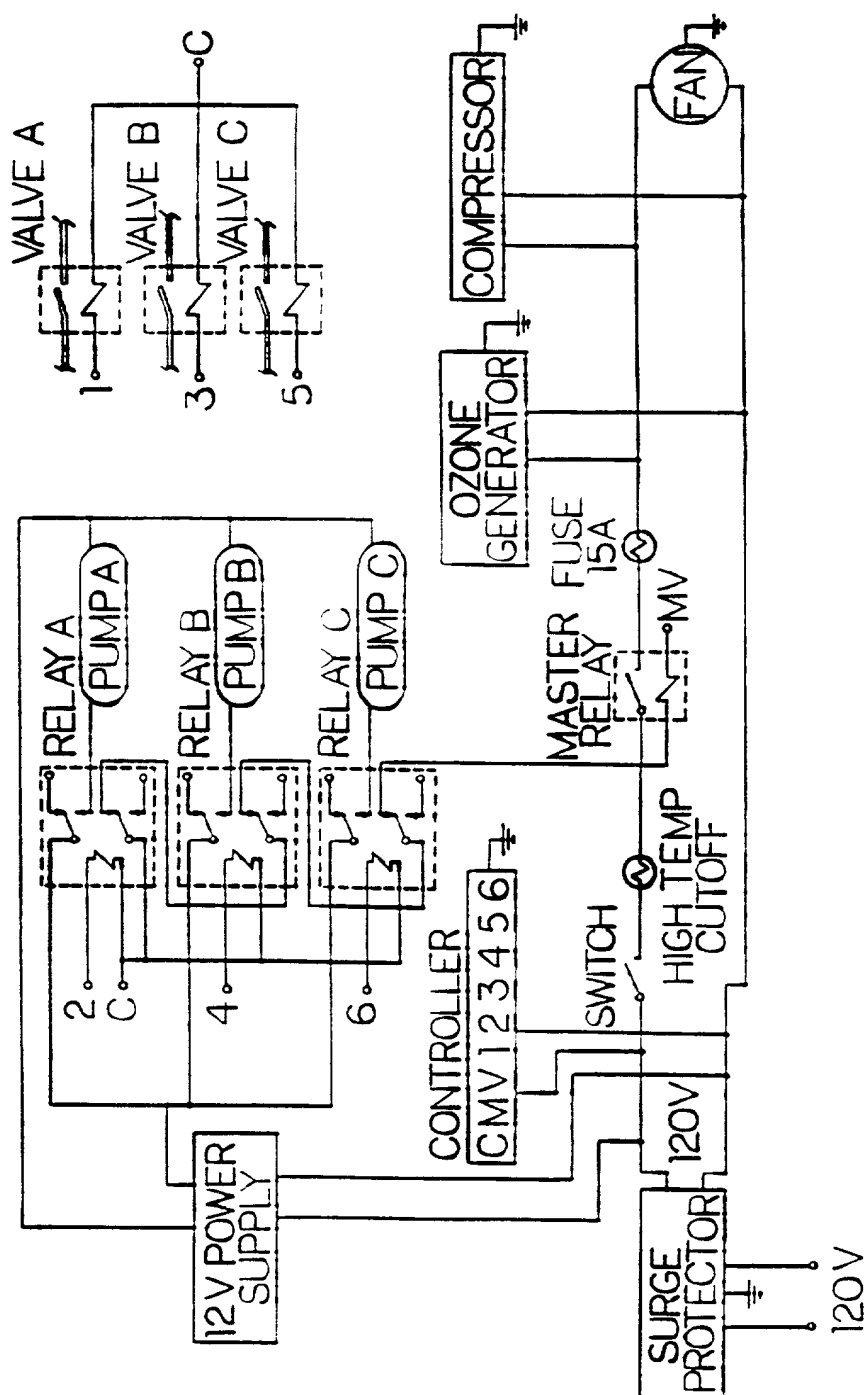 VALVE A
VALVE B
VALVE C
1
3
5
C
RELAY A
PUMP A
RELAY B
PUMP B
RELAY C
PUMP C
2
C
4
6
12 V POWER
SUPPLY
CONTROLLER
C MV 1 2 3 4 5 6
OZONE
GENERATOR
COMPRESSOR
SURGE
PROTECTOR
120V
120V
SWITCH
HIGH TEMP
CUTOFF
MASTER
RELAY
MV
FUSE
15A
FAN